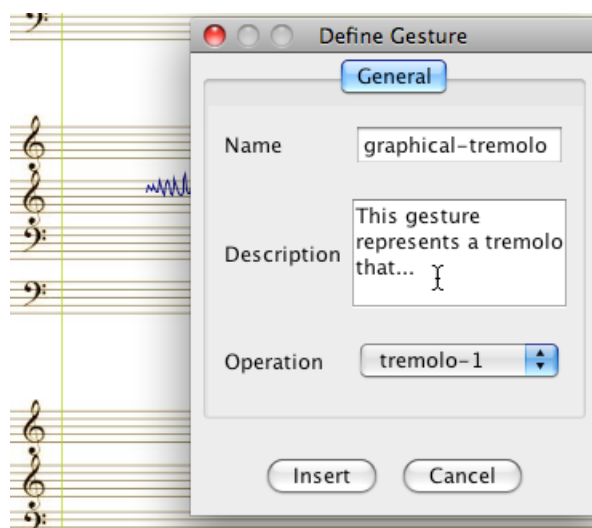 Define Gesture
General
Name
graphical-tremolo
Description
This gesture
represents a tremolo
that...
Operation
tremolo-1
Insert
Cancel